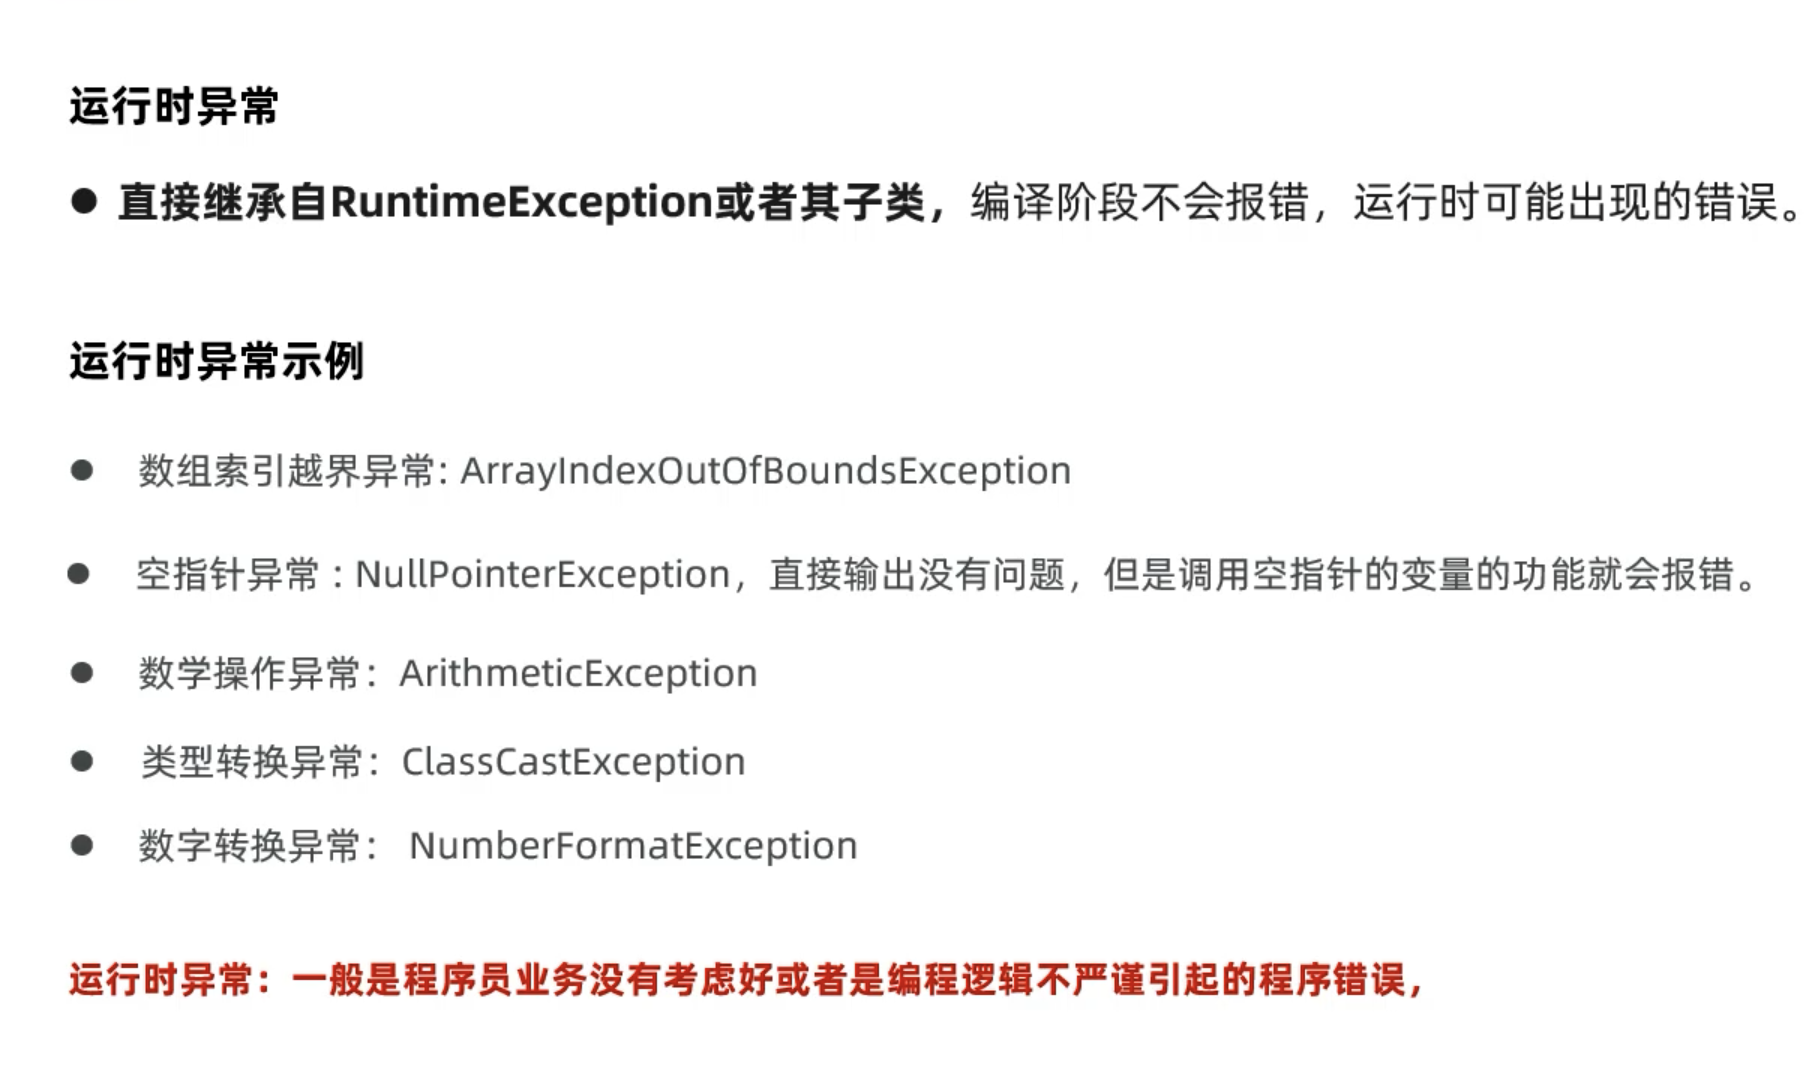 运行时异常
● 直接继承自RuntimeException或者其子类，编译阶段不会报错，运行时可能出现的错误。
运行时异常示例
● 数组索引越界异常: ArrayIndexOutOfBoundsException
● 空指针异常 : NullPointerException，直接输出没有问题，但是调用空指针的变量的功能就会报错。
● 数学操作异常：ArithmeticException
● 类型转换异常：ClassCastException
● 数字转换异常： NumberFormatException
运行时异常：一般是程序员业务没有考虑好或者是编程逻辑不严谨引起的程序错误，